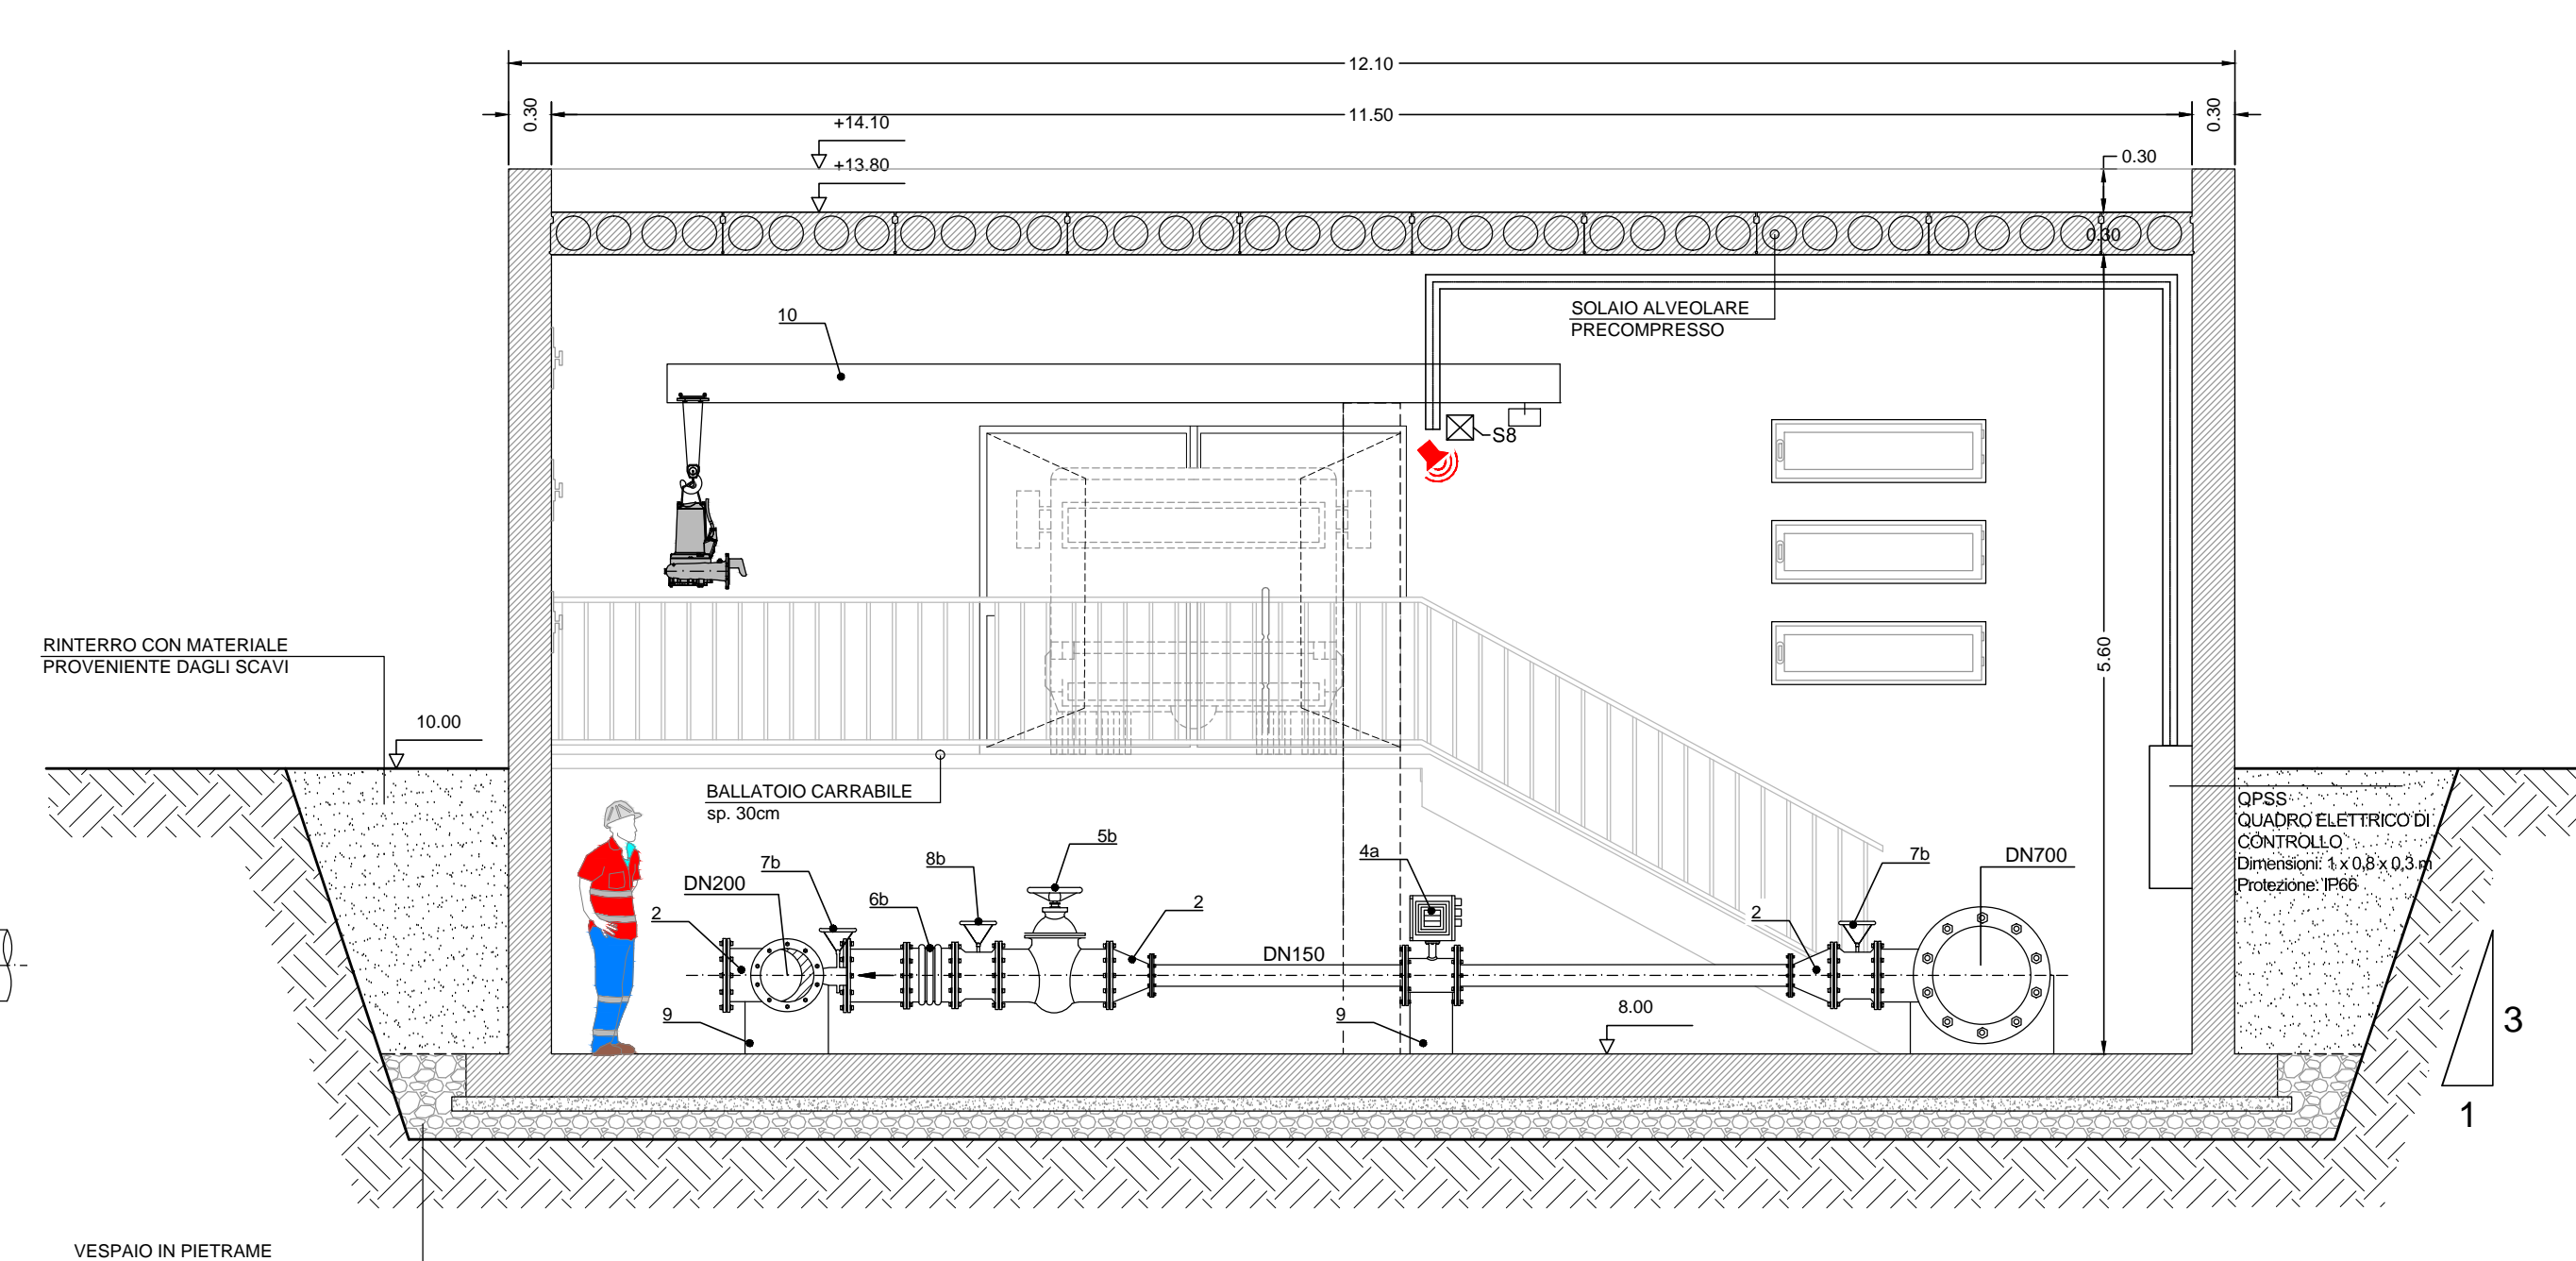 12.10
0.30
11.50
0.30
+14.10
+13.80
0.30
0.30
10
SOLAIO ALVEOLARE
PRECOMPRESSO
S8
RINTERRO CON MATERIALE
PROVENIENTE DAGLI SCAVI
5.60
10.00
BALLATOIO CARRABILE
sp. 30cm
QPSS
QUADRO ELETTRICO DI
CONTROLLO
Dimensioni: 1 x 0,8 x 0,3 m
Protezione: IP66
5b
7b
8b
4a
7b
DN700
DN200
6b
2
2
2
DN150
9
9
8.00
3
1
VESPAIO IN PIETRAME